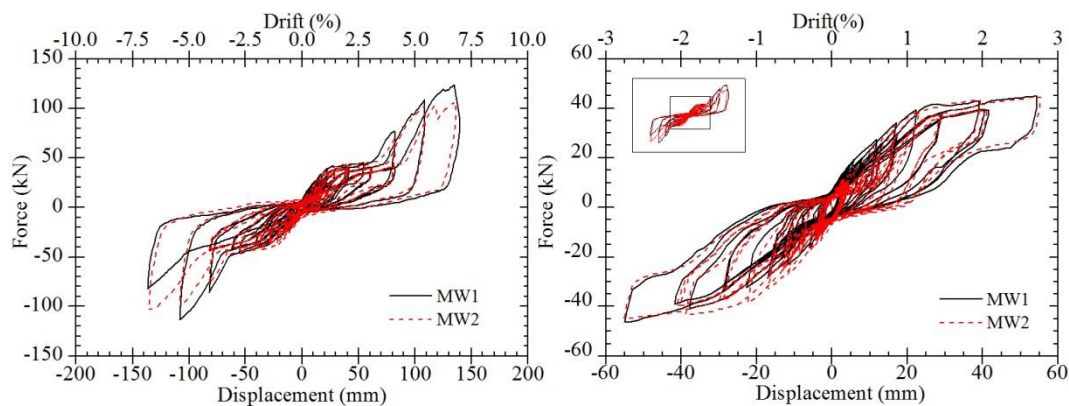 Drift (%)
-10.0 -7.5 -5.0 -2.5 0.0 2.5 5.0 7.5 10.0
150
100
50
0
-50
-100
-150
Force (kN)
MW1
MW2
-200 -150 -100 -50 0 50 100 150 200
Displacement (mm)
Drift(%)
-3 -2 -1 0 1 2 3
60
40
20
0
-20
-40
-60
Force (kN)
MW1
MW2
-60 -40 -20 0 20 40 60
Displacement (mm)